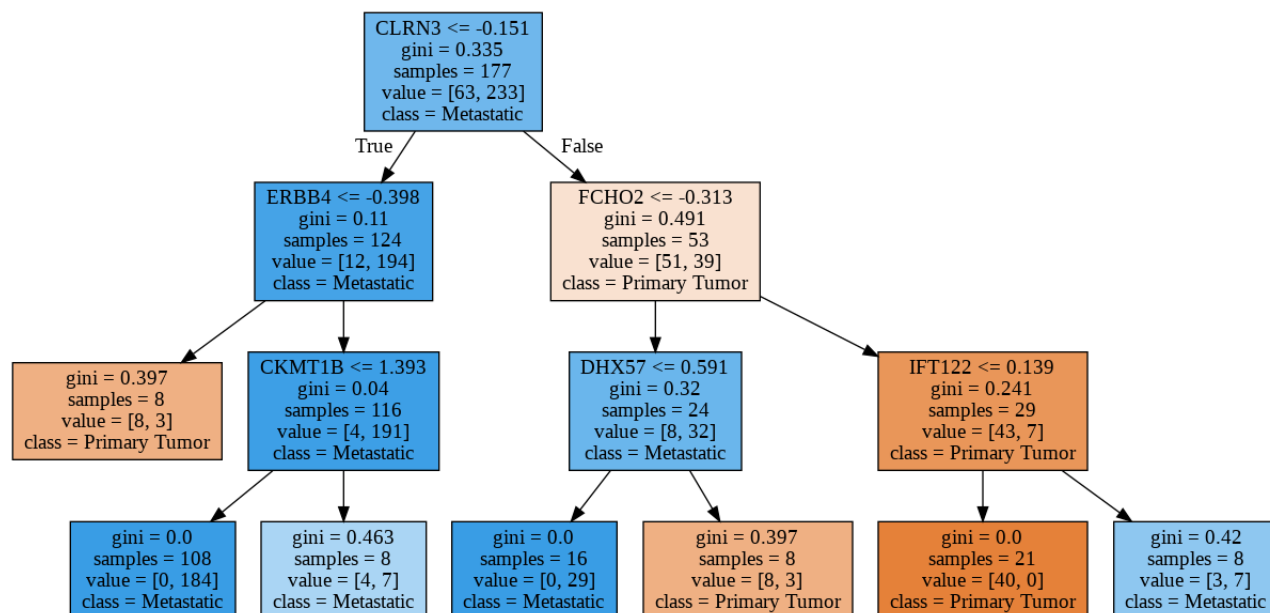 CLRN3 <= -0.151
gini = 0.335
samples = 177
value = [63, 233]
class = Metastatic
True
False
ERBB4 <= -0.398
gini = 0.11
samples = 124
value = [12, 194]
class = Metastatic
FCHO2 <= -0.313
gini = 0.491
samples = 53
value = [51, 39]
class = Primary Tumor
gini = 0.397
samples = 8
value = [8, 3]
class = Primary Tumor
CKMT1B <= 1.393
gini = 0.04
samples = 116
value = [4, 191]
class = Metastatic
DHX57 <= 0.591
gini = 0.32
samples = 24
value = [8, 32]
class = Metastatic
IFT122 <= 0.139
gini = 0.241
samples = 29
value = [43, 7]
class = Primary Tumor
gini = 0.0
samples = 108
value = [0, 184]
class = Metastatic
gini = 0.463
samples = 8
value = [4, 7]
class = Metastatic
gini = 0.0
samples = 16
value = [0, 29]
class = Metastatic
gini = 0.397
samples = 8
value = [8, 3]
class = Primary Tumor
gini = 0.0
samples = 21
value = [40, 0]
class = Primary Tumor
gini = 0.42
samples = 8
value = [3, 7]
class = Metastatic